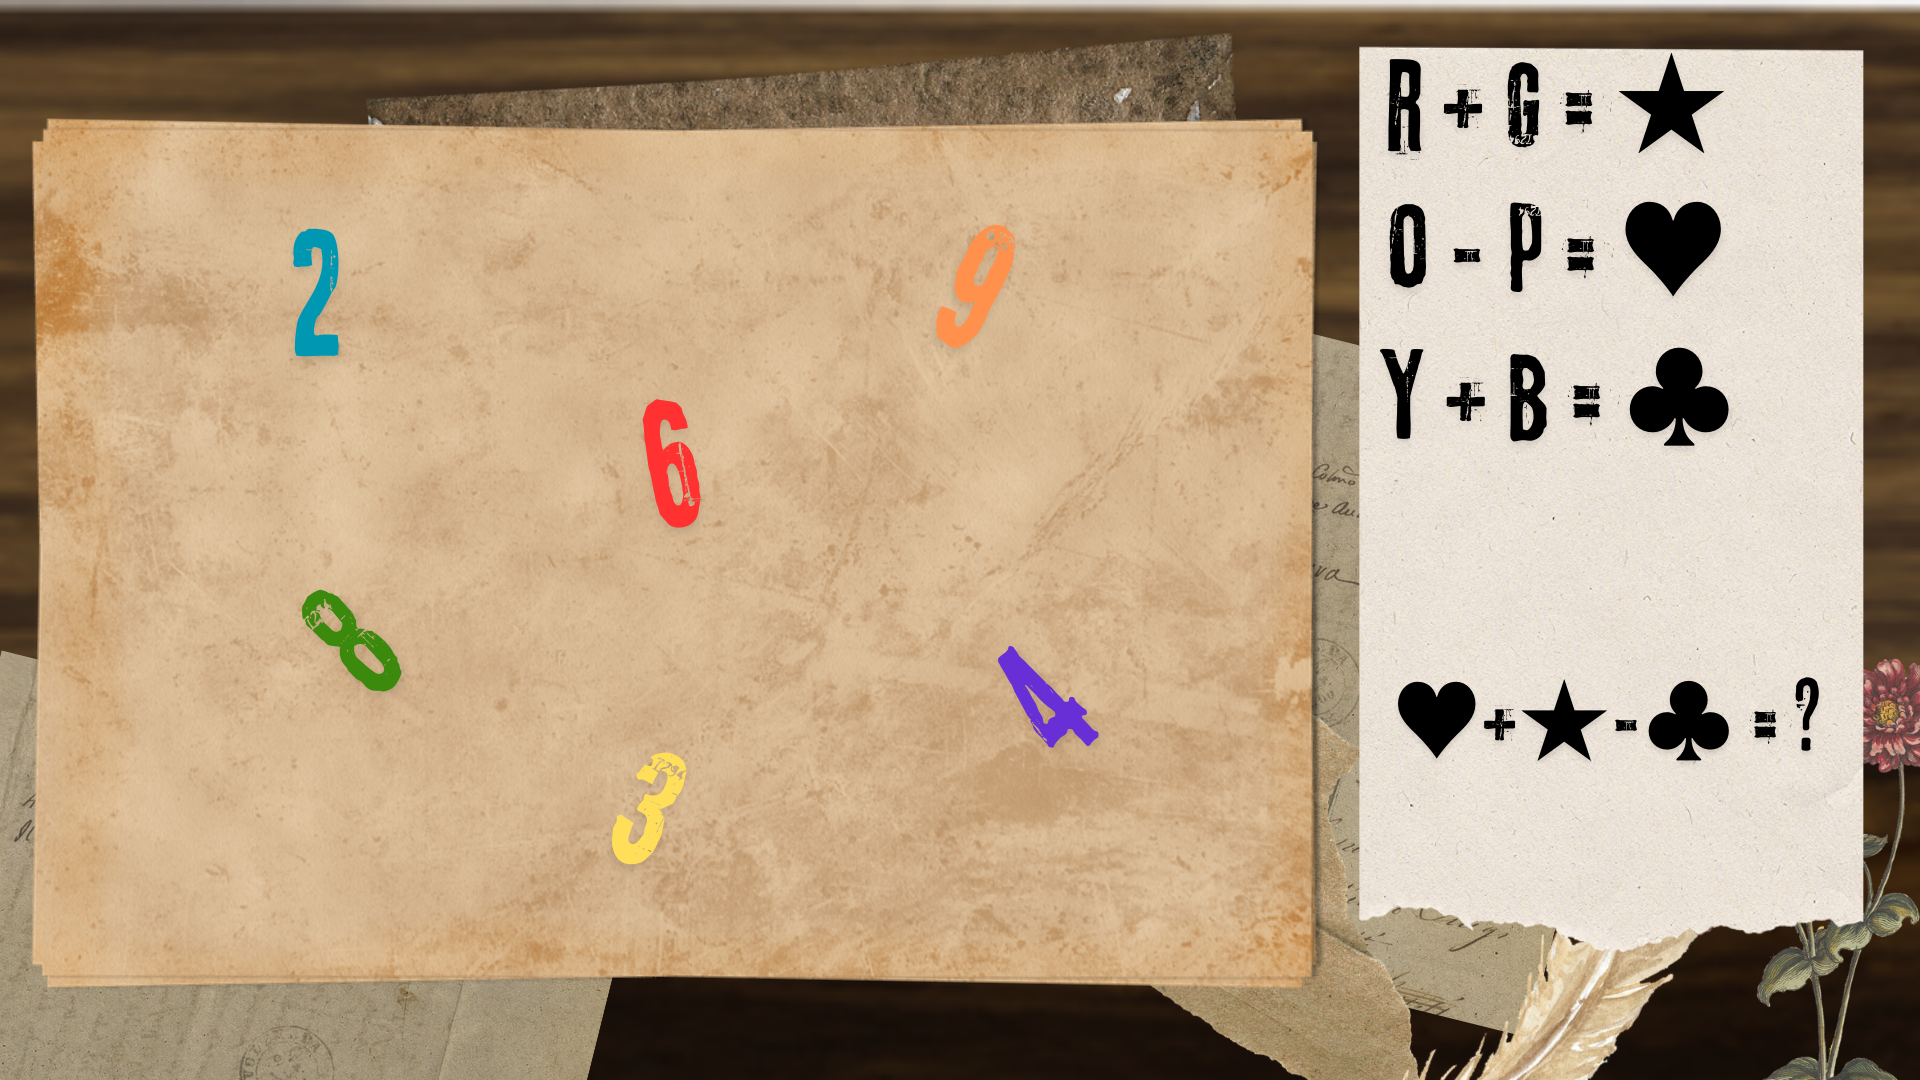 2
9
6
8
4
3
R + G = ★
O - P = ♥
Y + B = ♣
♥ + ★ - ♣ = ?